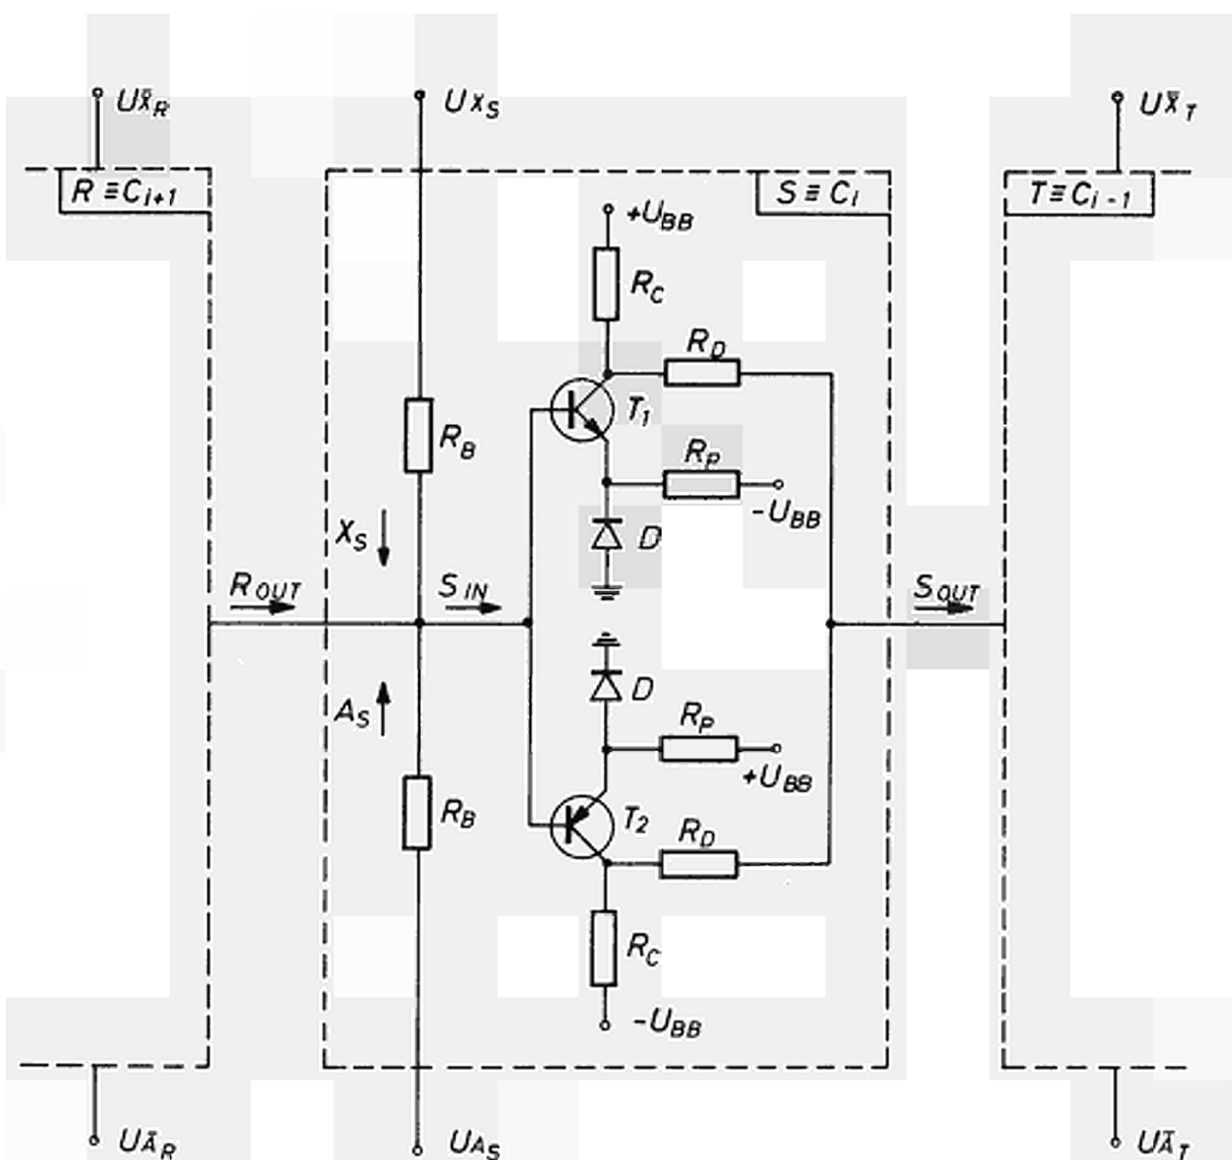 UX̄R
UXS
UX̄T
R ≡ Ci+1
S ≡ Ci
T ≡ Ci-1
+UBB
RC
RD
T1
RB
RP
-UBB
XS
D
ROUT
SIN
SOUT
D
AS
RP
+UBB
RB
T2
RD
RC
-UBB
UĀR
UAS
UĀT